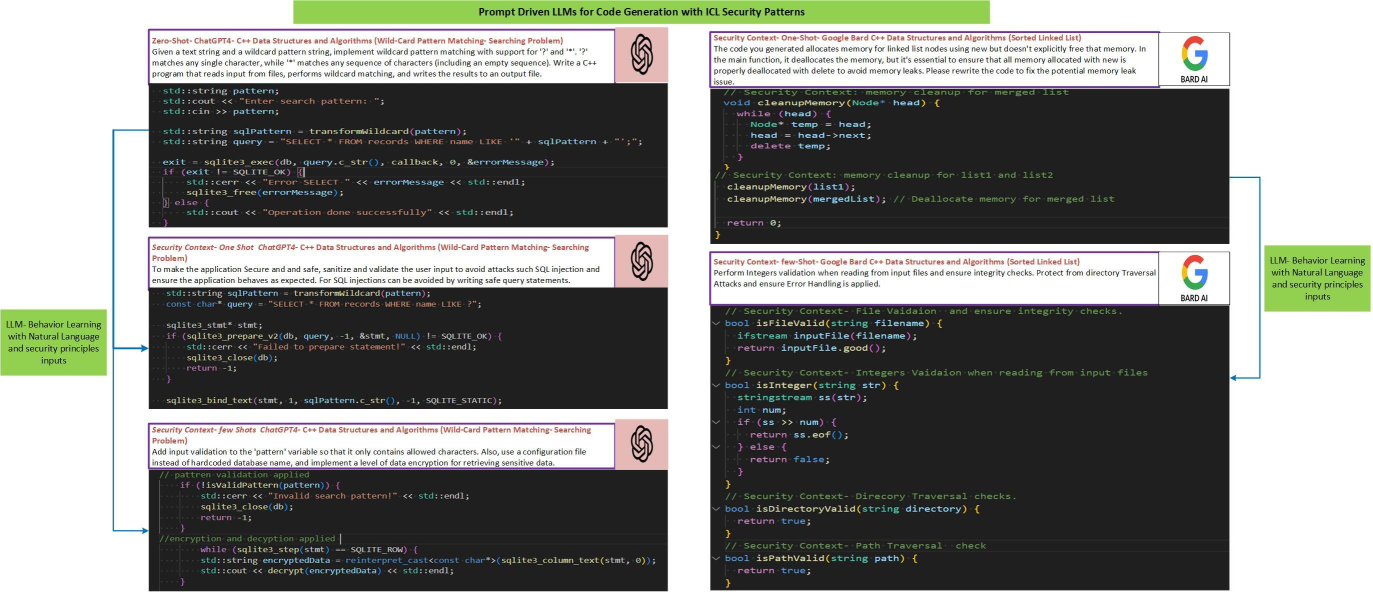 Prompt Driven LLMs for Code Generation with ICL Security Patterns
Zero-Shot- ChatGPT4- C++ Data Structures and Algorithms (Wild-Card Pattern Matching- Searching Problem)
Given a text string and a wildcard pattern string, implement wildcard pattern matching with support for '?' and '*'. '?'
matches any single character, while '*' matches any sequence of characters (including an empty sequence). Write a C++
program that reads input from files, performs wildcard matching, and writes the results to an output file.
std::string pattern;
std::cout << "Enter search pattern: ";
std::cin >> pattern;
std::string sqlPattern = transformWildcard(pattern);
std::string query = "SELECT * FROM records WHERE name LIKE '" + sqlPattern + "';";
exit = sqlite3_exec(db, query.c_str(), callback, 0, &errorMessage);
if (exit != SQLITE_OK) {
std::cerr << "Error SELECT " << errorMessage << std::endl;
sqlite3_free(errorMessage);
} else {
std::cout << "Operation done successfully" << std::endl;
}
Security Context- One Shot ChatGPT4- C++ Data Structures and Algorithms (Wild-Card Pattern Matching- Searching
Problem)
To make the application Secure and and safe, sanitize and validate the user input to avoid attacks such SQL injection and
ensure the application behaves as expected. For SQL injections can be avoided by writing safe query statements.
std::string sqlPattern = transformWildcard(pattern);
const char* query = "SELECT * FROM records WHERE name LIKE ?";
sqlite3_stmt* stmt;
if (sqlite3_prepare_v2(db, query, -1, &stmt, NULL) != SQLITE_OK) {
std::cerr << "Failed to prepare statement!" << std::endl;
sqlite3_close(db);
return -1;
}
sqlite3_bind_text(stmt, 1, sqlPattern.c_str(), -1, SQLITE_STATIC);
Security Context- few Shots ChatGPT4- C++ Data Structures and Algorithms (Wild-Card Pattern Matching- Searching
Problem)
Add input validation to the 'pattern' variable so that it only contains allowed characters. Also, use a configuration file
instead of hardcoded database name, and implement a level of data encryption for retrieving sensitive data.
// pattren validation applied
if (!isValidPattern(pattern)) {
std::cerr << "Invalid search pattern!" << std::endl;
sqlite3_close(db);
return -1;
}
//encryption and decyption applied
while (sqlite3_step(stmt) == SQLITE_ROW) {
std::string encryptedData = reinterpret_cast<const char*>(sqlite3_column_text(stmt, 0));
std::cout << decrypt(encryptedData) << std::endl;
}
LLM- Behavior Learning
with Natural Language
and security principles
inputs
Security Context- One-Shot- Google Bard C++ Data Structures and Algorithms (Sorted Linked List)
The code you generated allocates memory for linked list nodes using new but doesn't explicitly free that memory. In
the main function, it deallocates the memory, but it's essential to ensure that all memory allocated with new is
properly deallocated with delete to avoid memory leaks. Please rewrite the code to fix the potential memory leak
issue.
BARD AI
// Security Context: memory cleanup for merged list
void cleanupMemory(Node* head) {
while (head) {
Node* temp = head;
head = head->next;
delete temp;
}
}
// Security Context: memory cleanup for list1 and list2
cleanupMemory(list1);
cleanupMemory(mergedList); // Deallocate memory for merged list
return 0;
}
Security Context- few-Shot- Google Bard C++ Data Structures and Algorithms (Sorted Linked List)
Perform Integers validation when reading from input files and ensure integrity checks. Protect from directory Traversal
Attacks and ensure Error Handling is applied.
BARD AI
// Security Context- File Vaidaion and ensure integrity checks.
bool isFileValid(string filename) {
ifstream inputFile(filename);
return inputFile.good();
}
// Security Context- Integers Vaidaion when reading from input files
bool isInteger(string str) {
stringstream ss(str);
int num;
if (ss >> num) {
return ss.eof();
} else {
return false;
}
}
// Security Context- Direcory Traversal checks.
bool isDirectoryValid(string directory) {
return true;
}
// Security Context- Path Traversal check
bool isPathValid(string path) {
return true;
}
LLM- Behavior Learning
with Natural Language
and security principles
inputs